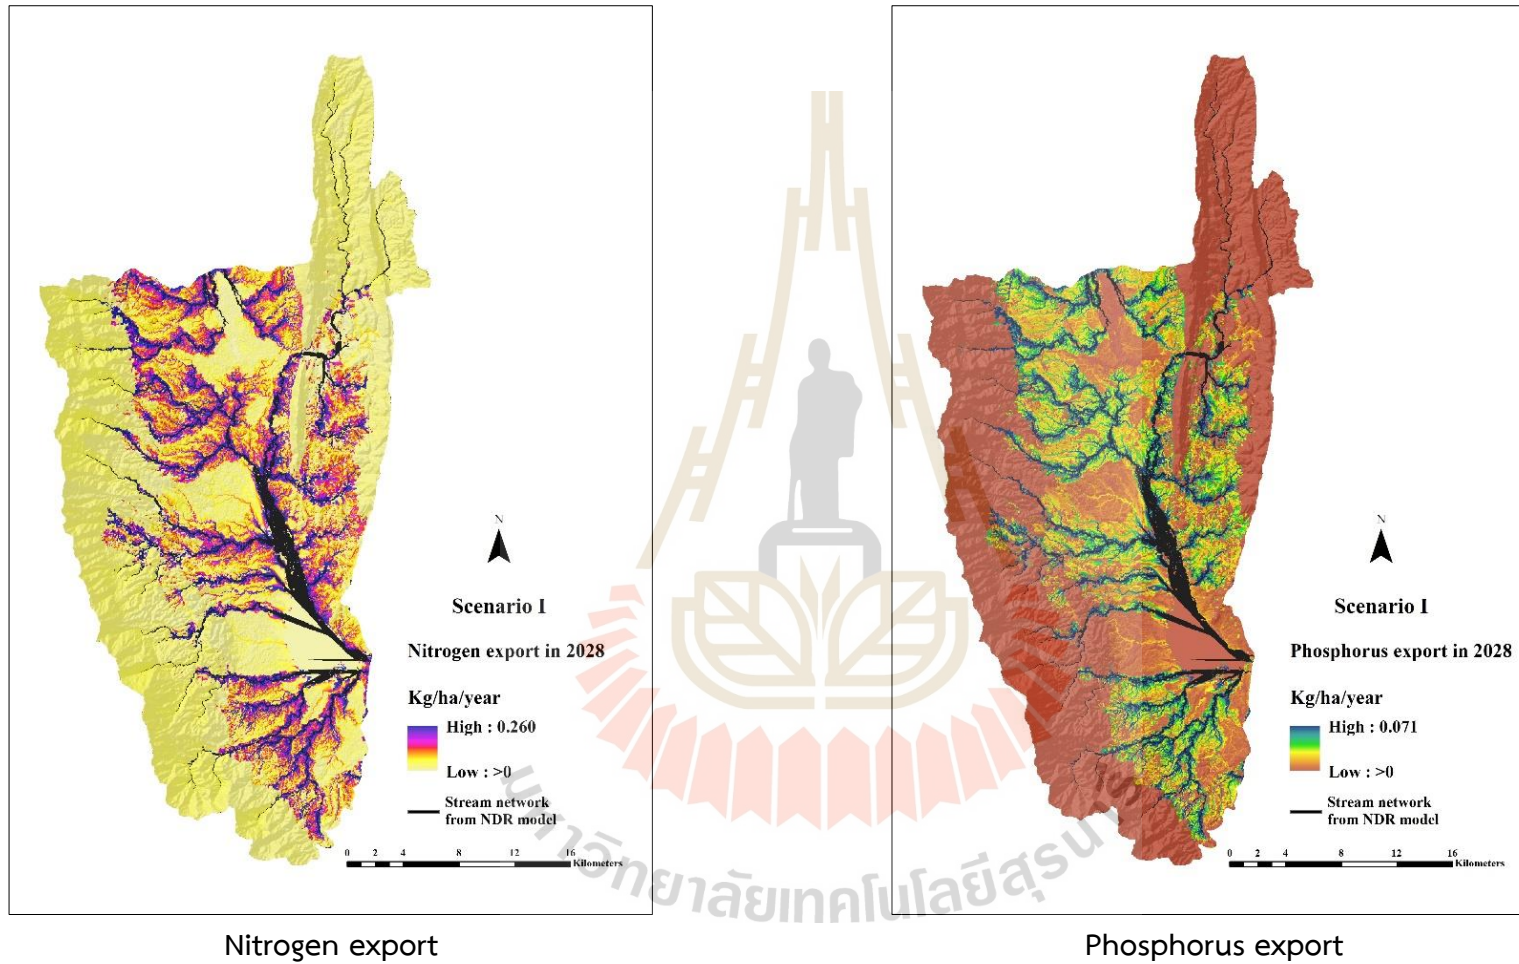 N
Scenario I
Nitrogen export in 2028
Kg/ha/year
High : 0.260
Low : >0
Stream network
from NDR model
0 2 4 8 12 16
Kilometers
N
Scenario I
Phosphorus export in 2028
Kg/ha/year
High : 0.071
Low : >0
Stream network
from NDR model
0 2 4 8 12 16
Kilometers
มหาวิทยาลัยเทคโนโลยีสุรนารี
Nitrogen export
Phosphorus export